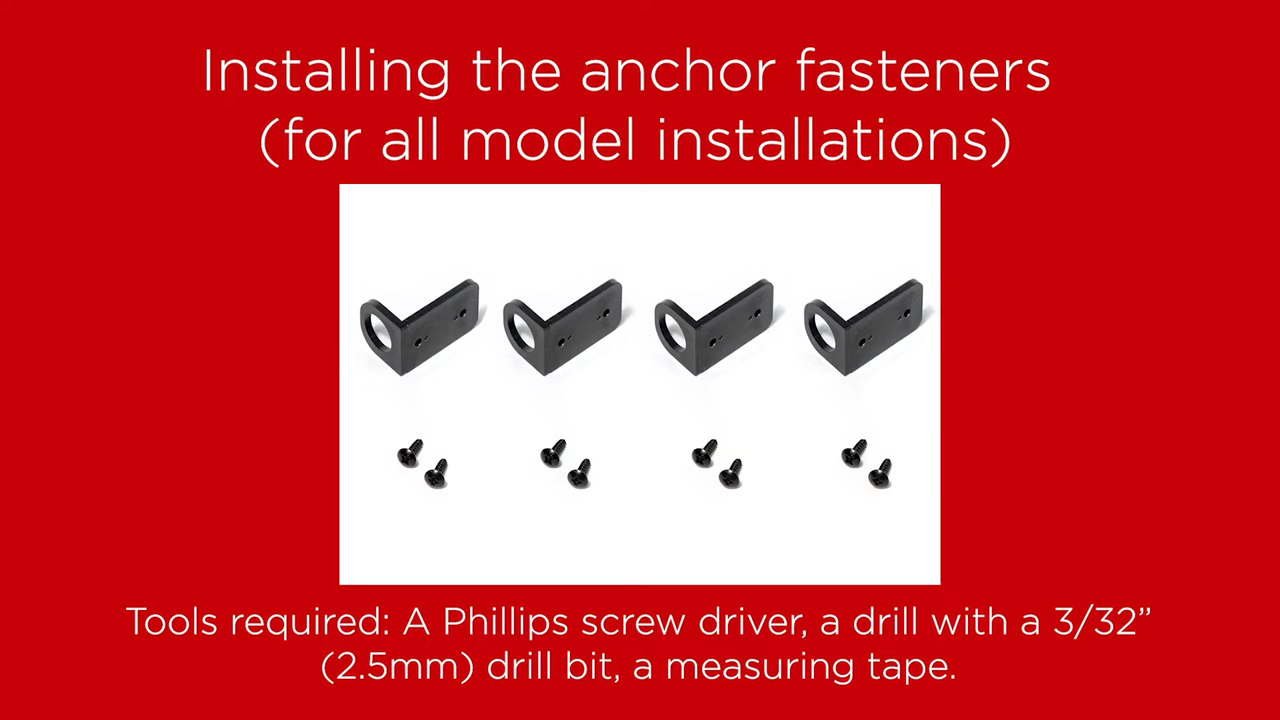 Installing the anchor fasteners
(for all model installations)
Tools required: A Phillips screw driver, a drill with a 3/32”
(2.5mm) drill bit, a measuring tape.